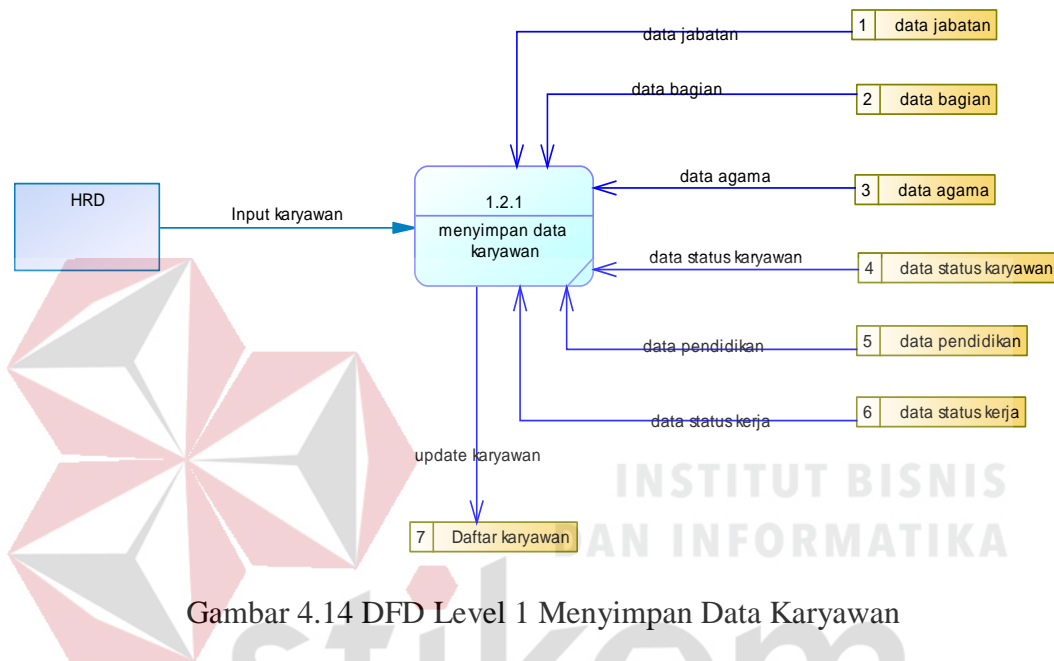 data jabatan
1 data jabatan
data bagian
2 data bagian
HRD
Input karyawan
1.2.1
menyimpan data
karyawan
data agama
3 data agama
data status karyawan
4 data status karyawan
data pendidikan
5 data pendidikan
data status kerja
6 data status kerja
update karyawan
7 Daftar karyawan
INSTITUT BISNIS
DAN INFORMATIKA
Gambar 4.14 DFD Level 1 Menyimpan Data Karyawan
stikom